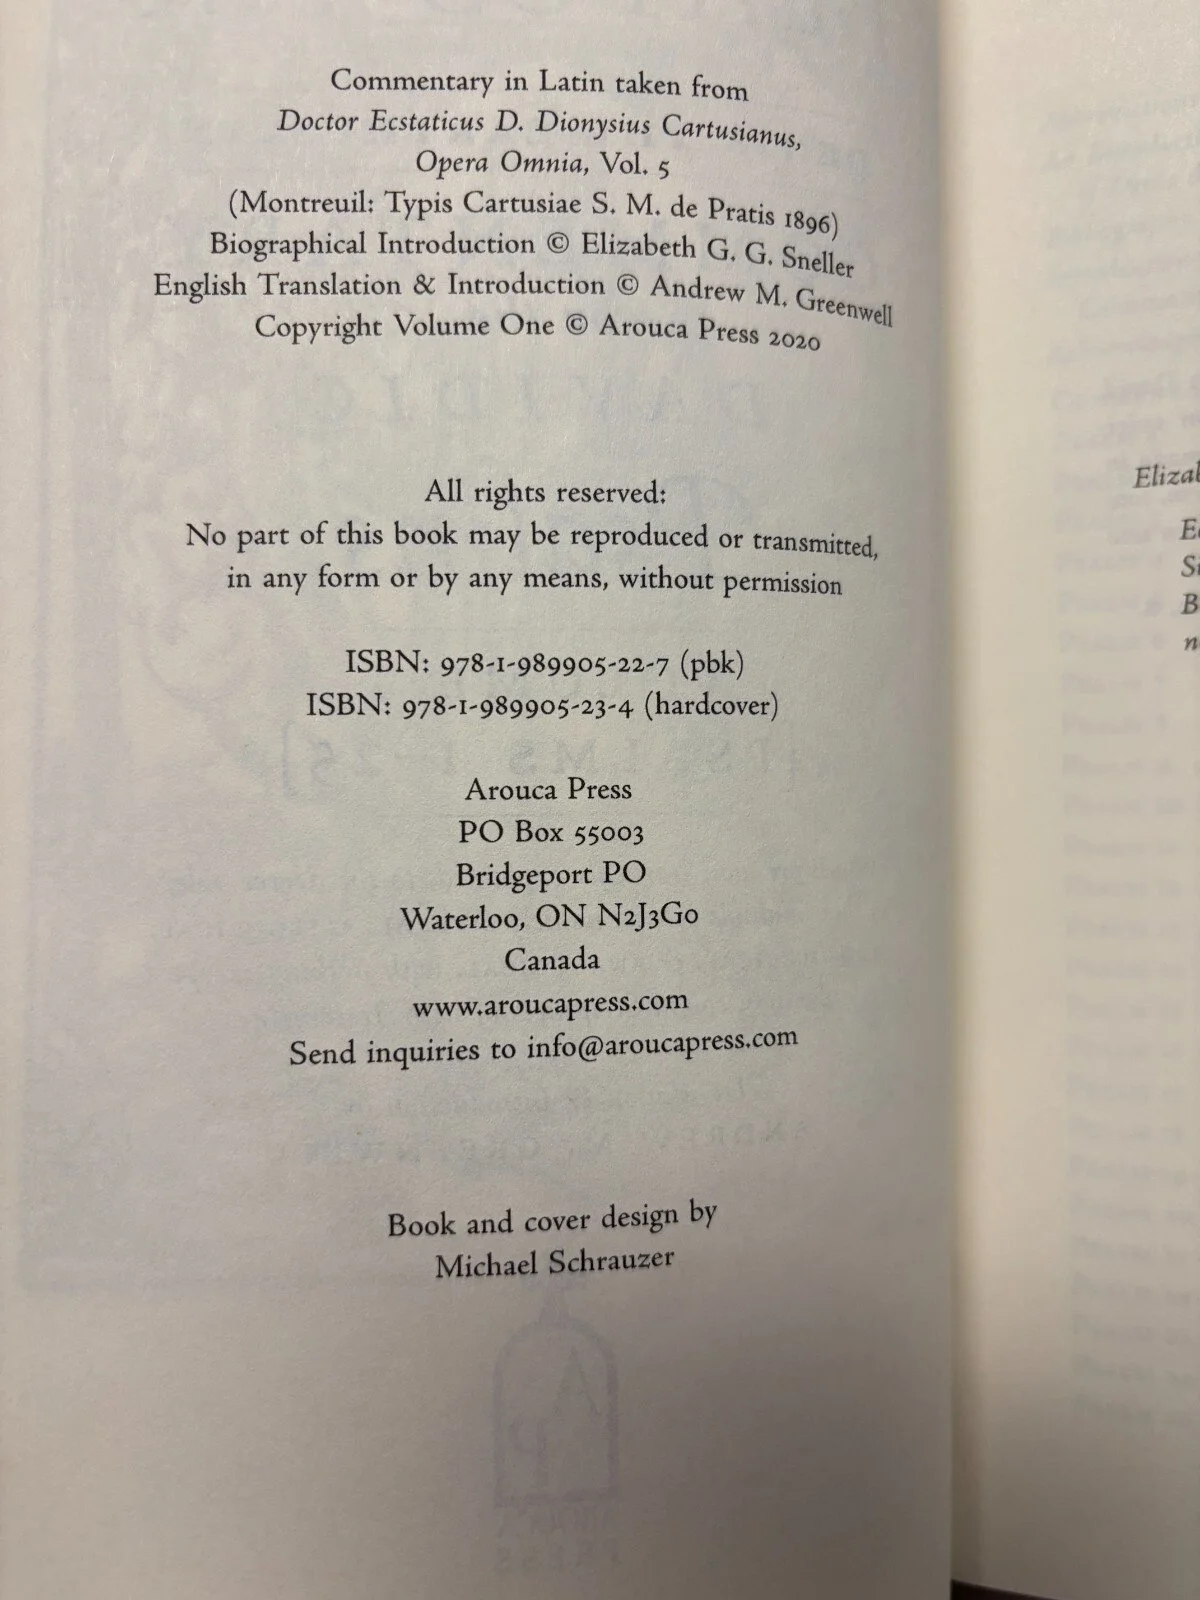 Commentary in Latin taken from
Doctor Ecstaticus D. Dionysius Cartusianus,
Opera Omnia, Vol. 5
(Montreuil: Typis Cartusiae S. M. de Pratis 1896)
Biographical Introduction © Elizabeth G. G. Sneller
English Translation & Introduction © Andrew M. Greenwell
Copyright Volume One © Arouca Press 2020
All rights reserved:
No part of this book may be reproduced or transmitted,
in any form or by any means, without permission
ISBN: 978-1-989905-22-7 (pbk)
ISBN: 978-1-989905-23-4 (hardcover)
Arouca Press
PO Box 55003
Bridgeport PO
Waterloo, ON N2J3G0
Canada
www.aroucapress.com
Send inquiries to info@aroucapress.com
Book and cover design by
Michael Schrauzer